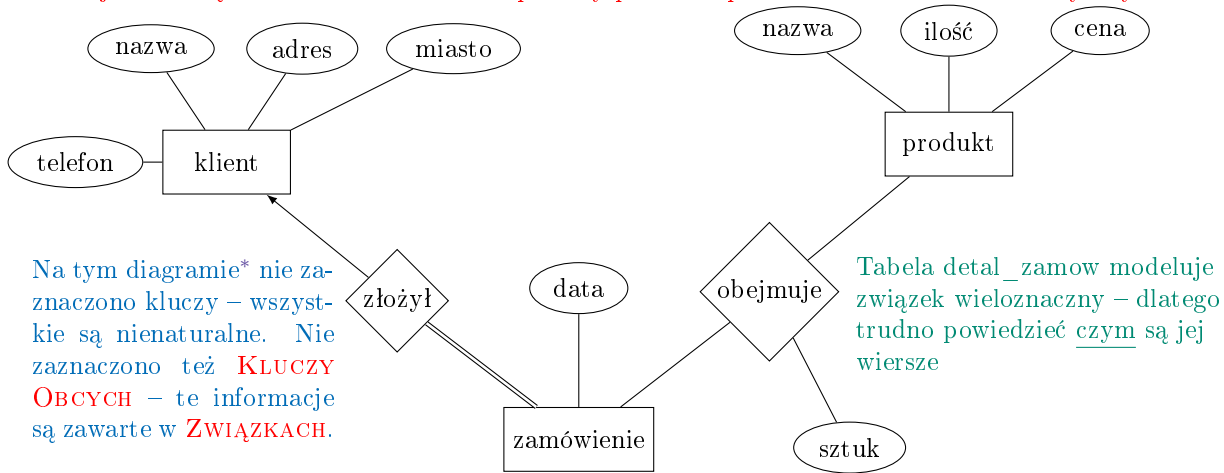 nazwa
adres
miasto
nazwa
ilość
cena
telefon
klient
produkt
Na tym diagramie* nie za-
znaczono kluczy – wszyst-
kie są nienaturalne. Nie
zaznaczono też KLUCZY
OBCYCH – te informacje
są zawarte w ZWIĄZKACH.
złożył
data
obejmuje
Tabela detal_zamow modeluje
związek wieloznaczny – dlatego
trudno powiedzieć czym są jej
wiersze
zamówienie
sztuk